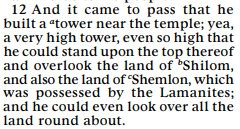 12 And it came to pass that he
built a ᵃtower near the temple; yea,
a very high tower, even so high that
he could stand upon the top thereof
and overlook the land of ᵇShilom,
and also the land of ᶜShemlon, which
was possessed by the Lamanites;
and he could even look over all the
land round about.